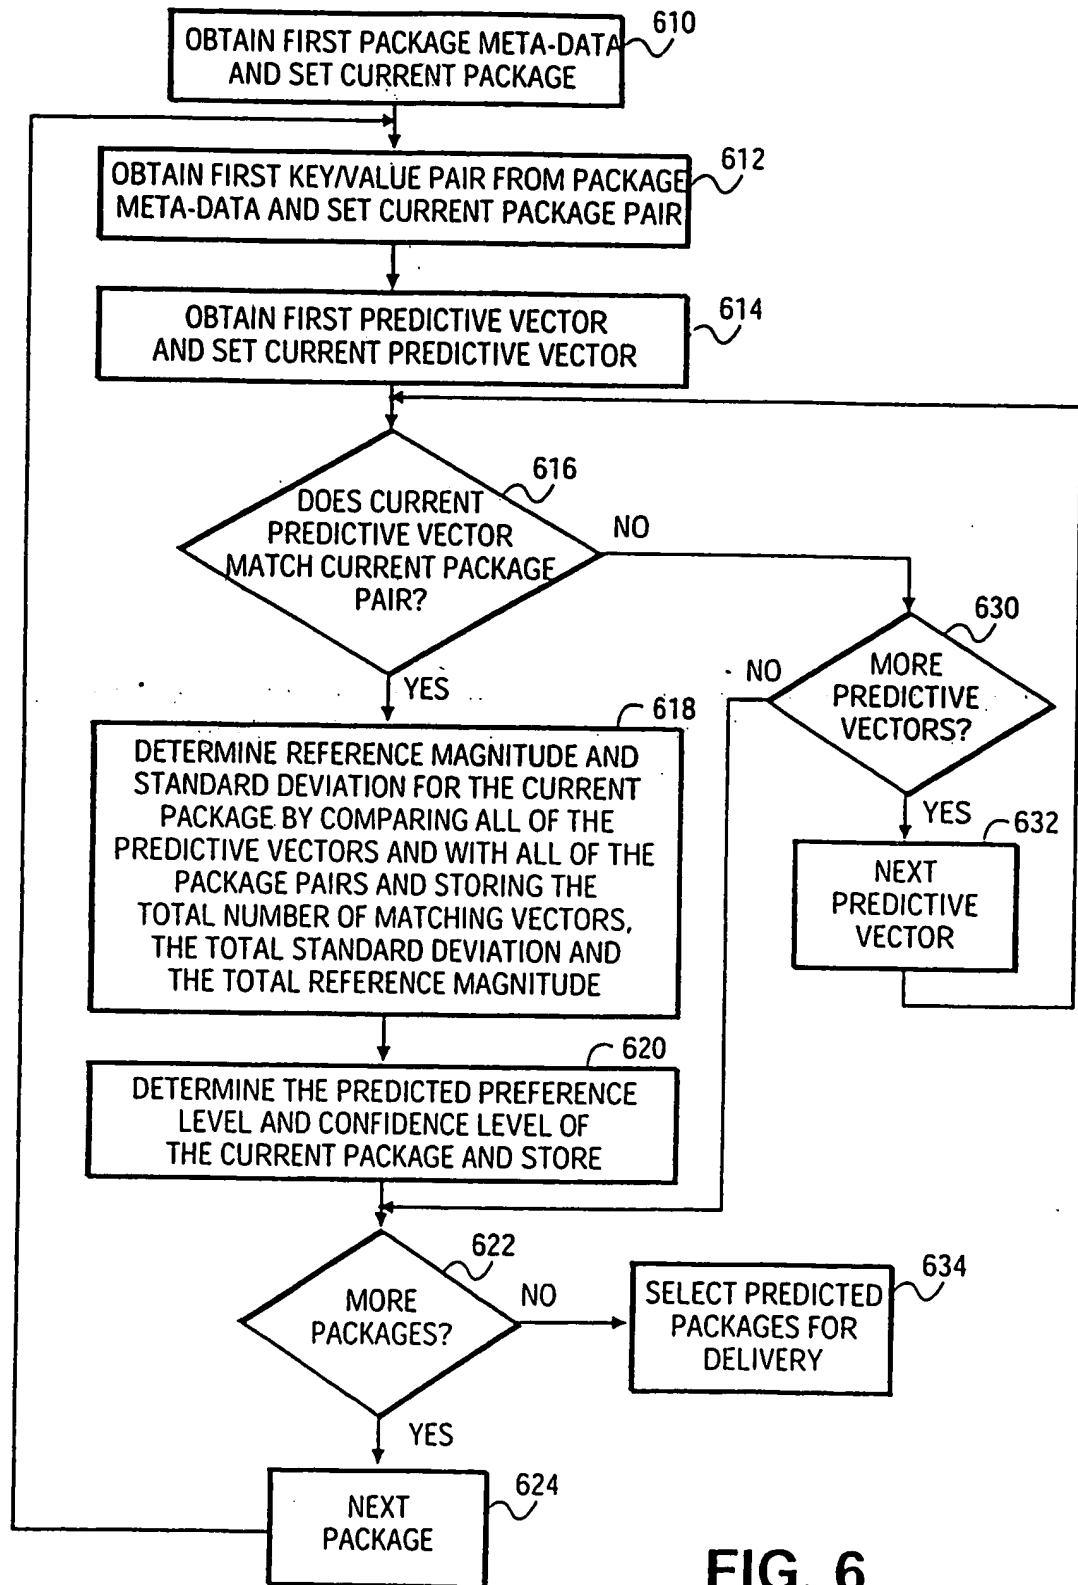 OBTAIN FIRST PACKAGE META-DATA
AND SET CURRENT PACKAGE
610
OBTAIN FIRST KEY/VALUE PAIR FROM PACKAGE
META-DATA AND SET CURRENT PACKAGE PAIR
612
OBTAIN FIRST PREDICTIVE VECTOR
AND SET CURRENT PREDICTIVE VECTOR
614
DOES CURRENT
PREDICTIVE VECTOR
MATCH CURRENT PACKAGE
PAIR?
616
NO
YES
MORE
PREDICTIVE
VECTORS?
630
NO
YES
NEXT
PREDICTIVE
VECTOR
632
DETERMINE REFERENCE MAGNITUDE AND
STANDARD DEVIATION FOR THE CURRENT
PACKAGE BY COMPARING ALL OF THE
PREDICTIVE VECTORS AND WITH ALL OF THE
PACKAGE PAIRS AND STORING THE
TOTAL NUMBER OF MATCHING VECTORS,
THE TOTAL STANDARD DEVIATION AND
THE TOTAL REFERENCE MAGNITUDE
618
DETERMINE THE PREDICTED PREFERENCE
LEVEL AND CONFIDENCE LEVEL OF
THE CURRENT PACKAGE AND STORE
620
MORE
PACKAGES?
622
NO
YES
SELECT PREDICTED
PACKAGES FOR
DELIVERY
634
NEXT
PACKAGE
624
FIG. 6